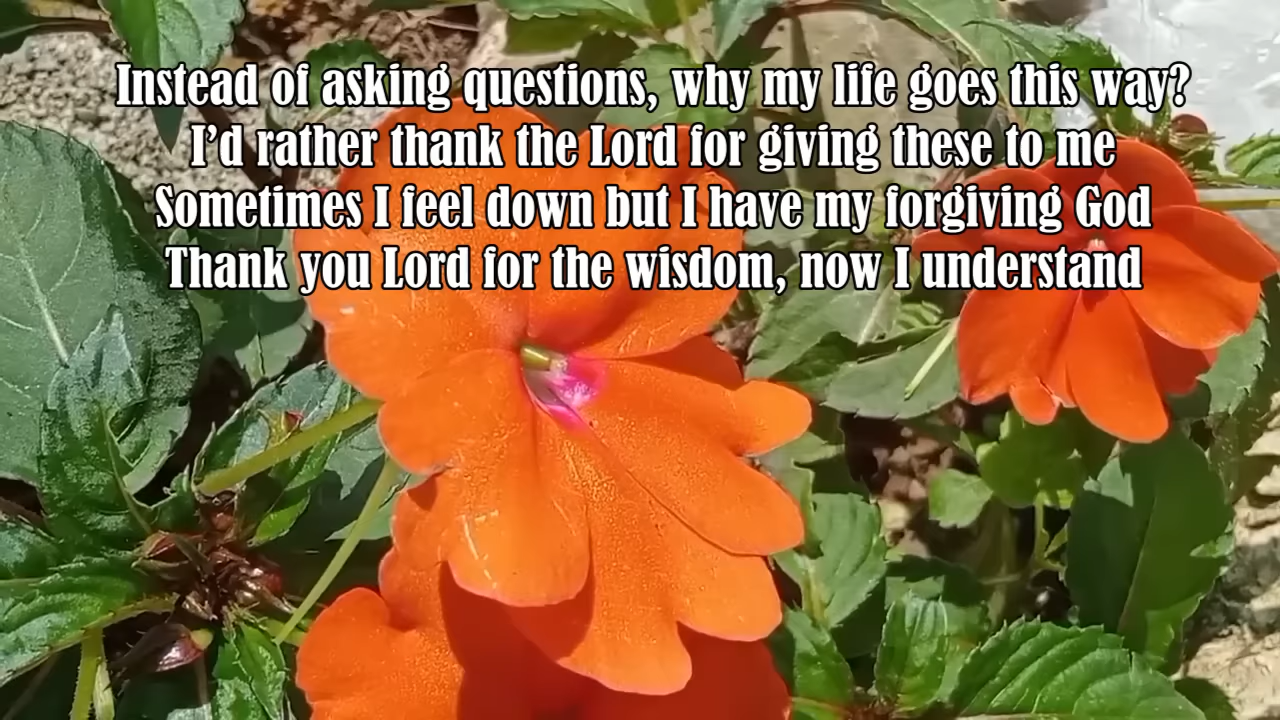 Instead of asking questions, why my life goes this way?
I’d rather thank the Lord for giving these to me
Sometimes I feel down but I have my forgiving God
Thank you Lord for the wisdom, now I understand